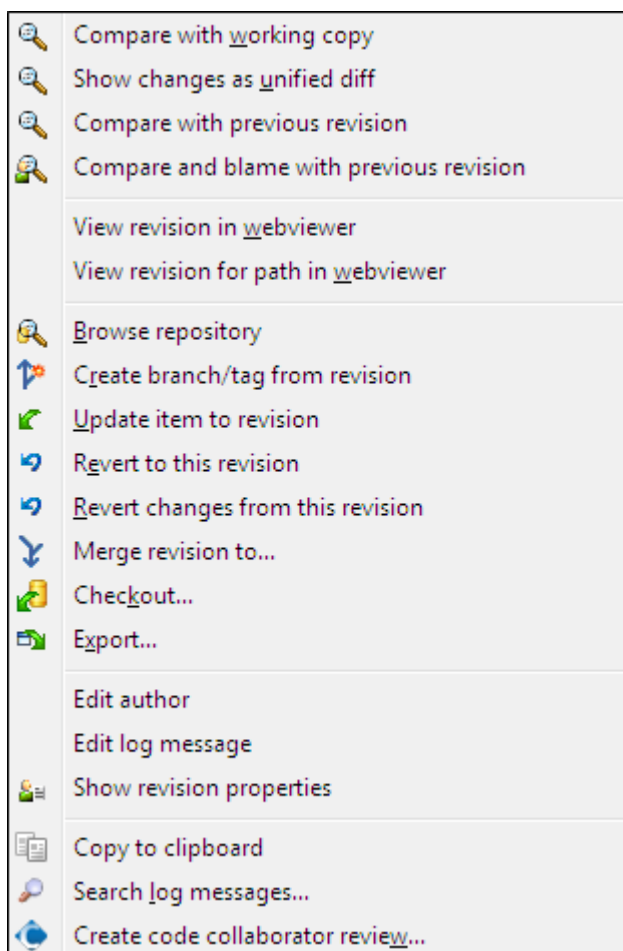 Compare with working copy
Show changes as unified diff
Compare with previous revision
Compare and blame with previous revision
View revision in webviewer
View revision for path in webviewer
Browse repository
Create branch/tag from revision
Update item to revision
Revert to this revision
Revert changes from this revision
Merge revision to...
Checkout...
Export...
Edit author
Edit log message
Show revision properties
Copy to clipboard
Search log messages...
Create code collaborator review...